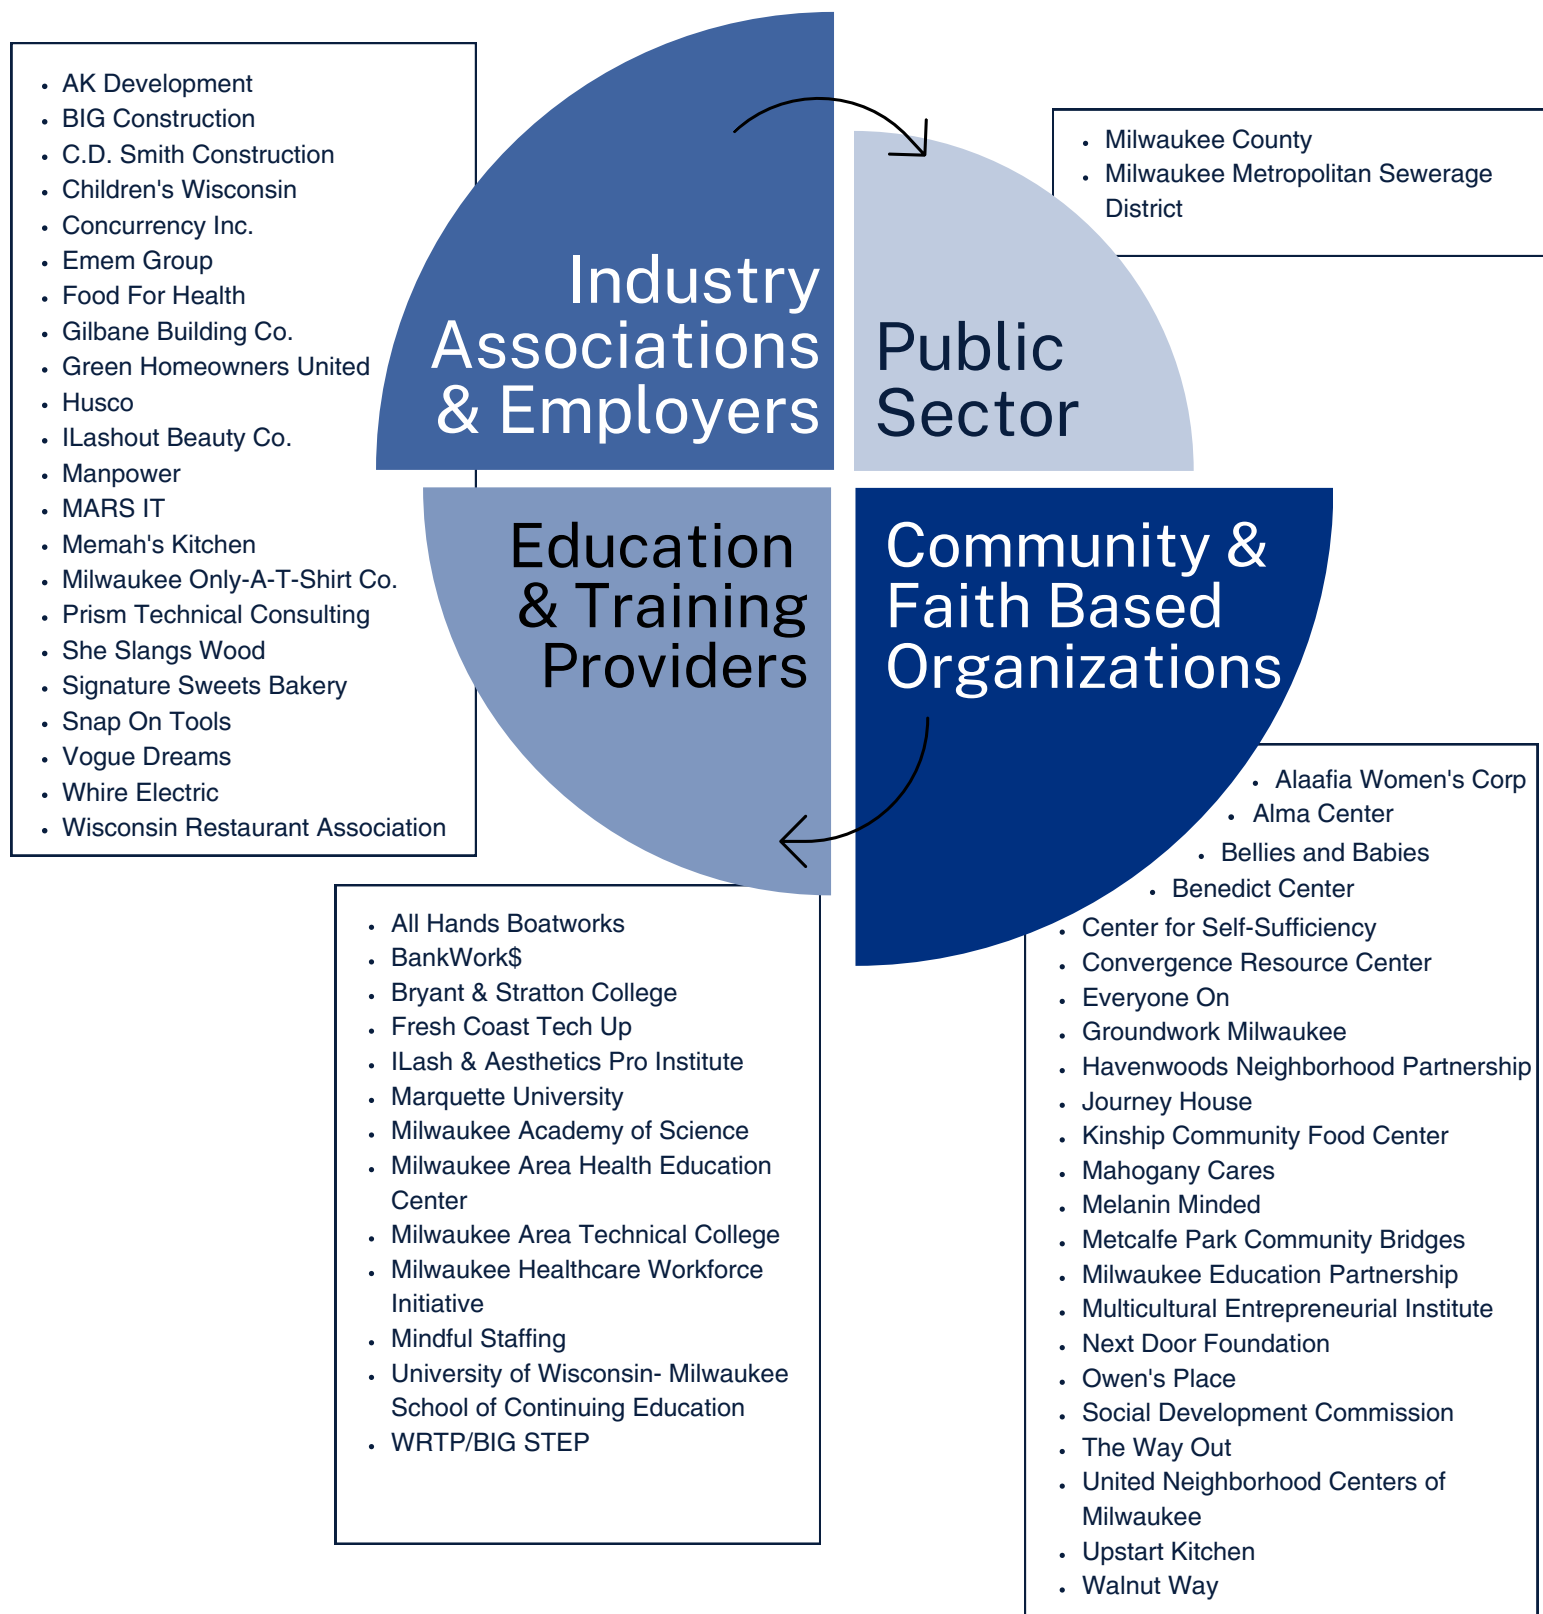 • AK Development
• BIG Construction
• C.D. Smith Construction
• Children's Wisconsin
• Concurrency Inc.
• Emem Group
• Food For Health
• Gilbane Building Co.
• Green Homeowners United
• Husco
• ILashout Beauty Co.
• Manpower
• MARS IT
• Memah's Kitchen
• Milwaukee Only-A-T-Shirt Co.
• Prism Technical Consulting
• She Slangs Wood
• Signature Sweets Bakery
• Snap On Tools
• Vogue Dreams
• Whire Electric
• Wisconsin Restaurant Association
Industry
Associations
& Employers
Public
Sector
• Milwaukee County
• Milwaukee Metropolitan Sewerage
District
Education
& Training
Providers
Community &
Faith Based
Organizations
• All Hands Boatworks
• BankWork$
• Bryant & Stratton College
• Fresh Coast Tech Up
• ILash & Aesthetics Pro Institute
• Marquette University
• Milwaukee Academy of Science
• Milwaukee Area Health Education
Center
• Milwaukee Area Technical College
• Milwaukee Healthcare Workforce
Initiative
• Mindful Staffing
• University of Wisconsin- Milwaukee
School of Continuing Education
• WRTP/BIG STEP
• Alaafia Women's Corp
• Alma Center
• Bellies and Babies
• Benedict Center
• Center for Self-Sufficiency
• Convergence Resource Center
• Everyone On
• Groundwork Milwaukee
• Havenwoods Neighborhood Partnership
• Journey House
• Kinship Community Food Center
• Mahogany Cares
• Melanin Minded
• Metcalfe Park Community Bridges
• Milwaukee Education Partnership
• Multicultural Entrepreneurial Institute
• Next Door Foundation
• Owen's Place
• Social Development Commission
• The Way Out
• United Neighborhood Centers of
Milwaukee
• Upstart Kitchen
• Walnut Way